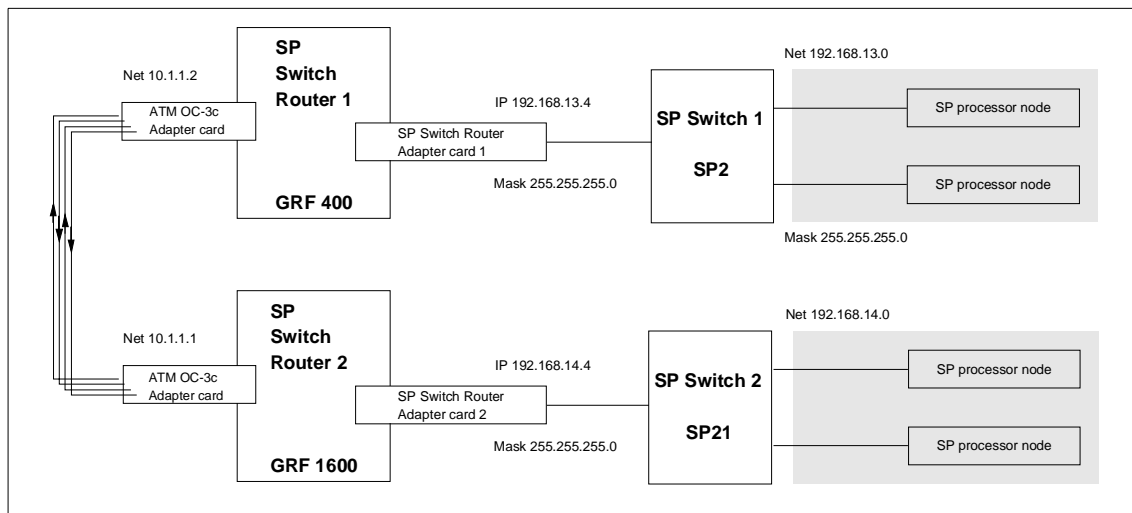 SP
Switch
Router 1
Net 10.1.1.2
ATM OC-3c
Adapter card
IP 192.168.13.4
SP Switch Router
Adapter card 1
Mask 255.255.255.0
GRF 400
SP Switch 1
SP2
Net 192.168.13.0
SP processor node
SP processor node
Mask 255.255.255.0
SP
Switch
Router 2
Net 10.1.1.1
ATM OC-3c
Adapter card
IP 192.168.14.4
SP Switch Router
Adapter card 2
Mask 255.255.255.0
GRF 1600
SP Switch 2
SP21
Net 192.168.14.0
SP processor node
SP processor node